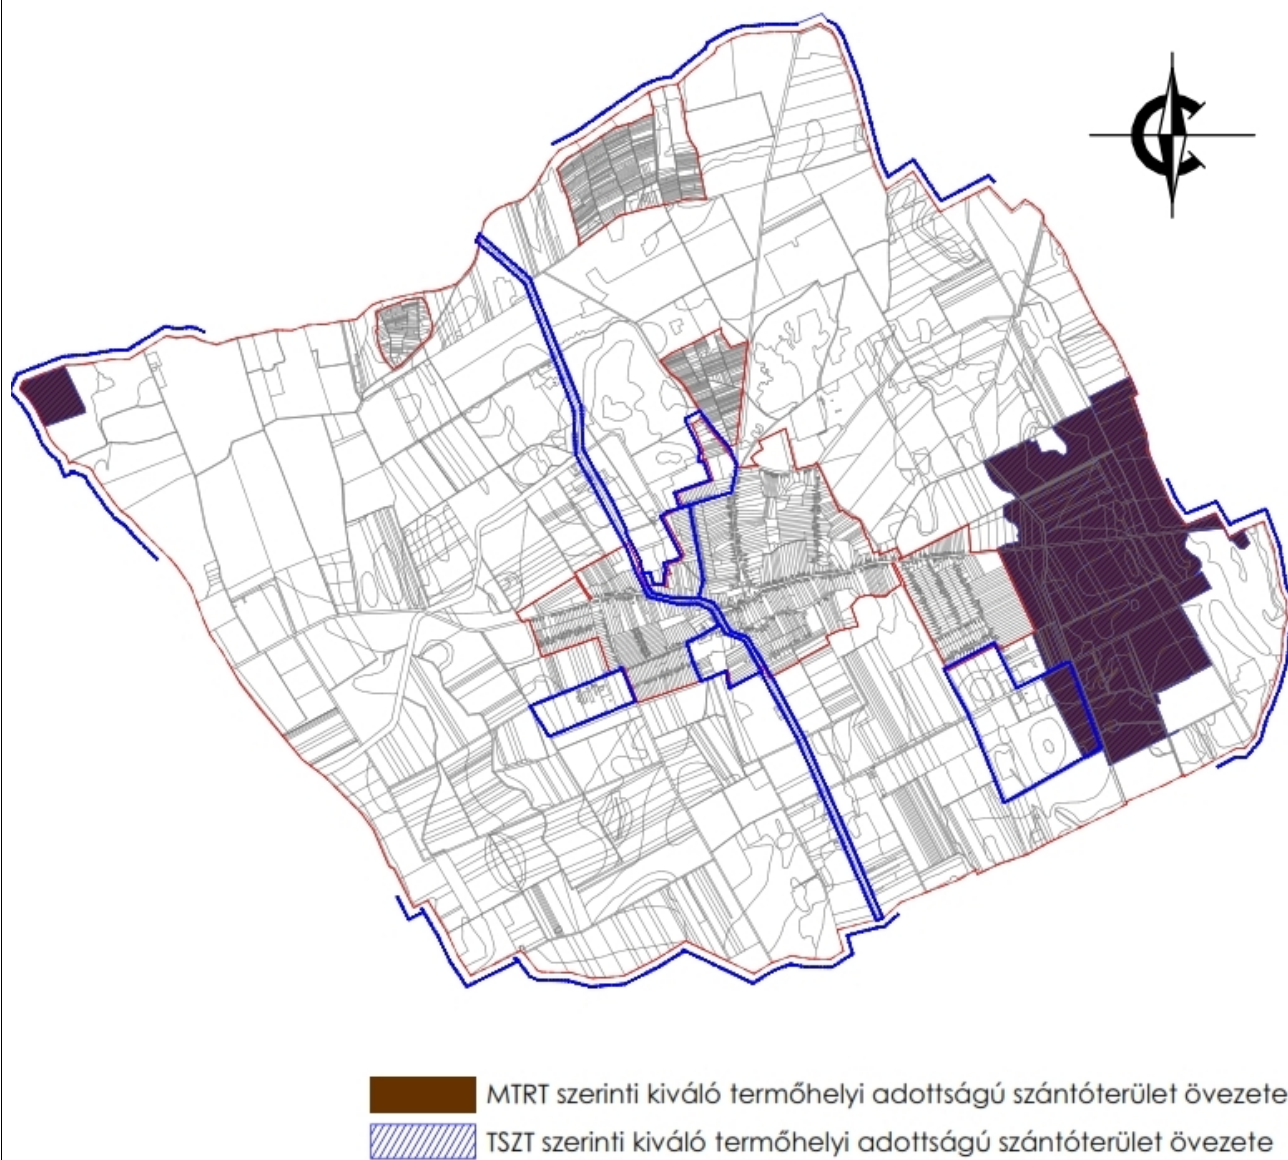 MTRT szerinti kiváló termőhelyi adottságú szántóterület övezete
TSZT szerinti kiváló termőhelyi adottságú szántóterület övezete